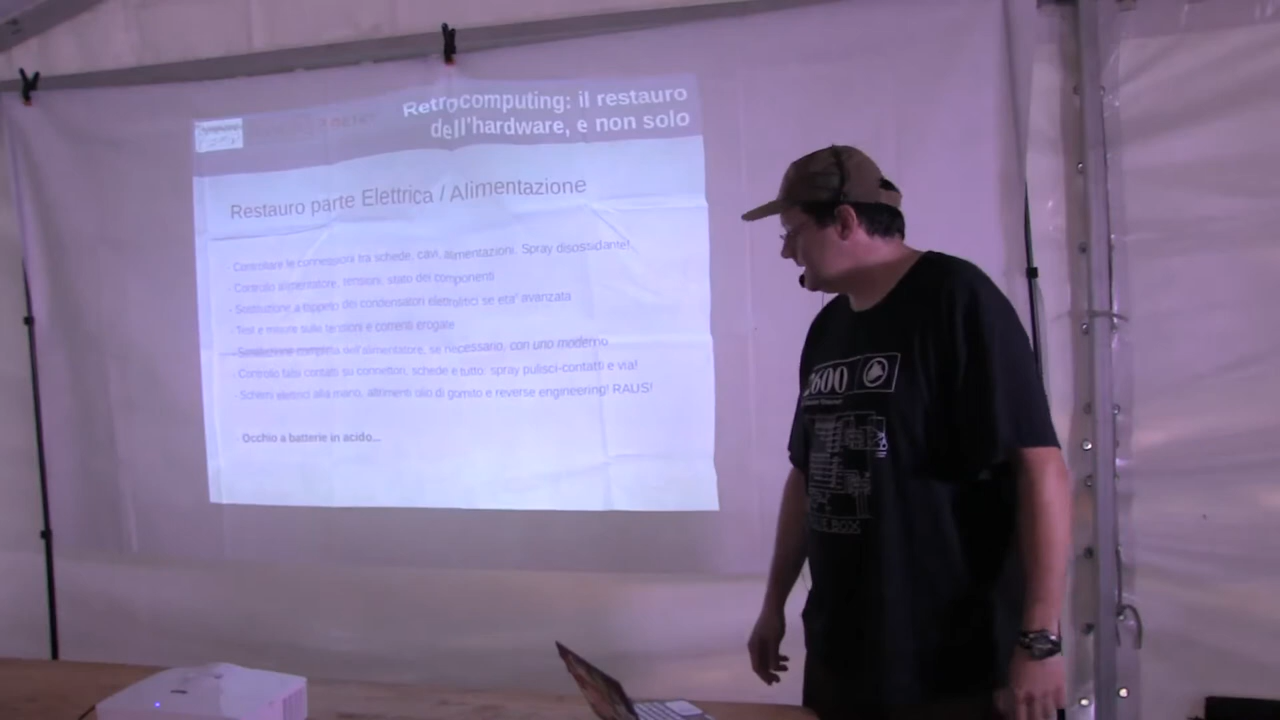 Retrocomputing: il restauro
dell'hardware, e non solo
Restauro parte Elettrica / Alimentazione
- Controllare le connessioni tra schede, cavi, alimentazioni. Spray disossidante!
- Controllo alimentatore, tensioni, stato dei componenti
- Sostituzione a tappeto dei condensatori elettrolitici se eta' avanzata
- Test e misure sulle tensioni e correnti erogate
- Sostituzione completa dell'alimentatore, se necessario, con uno moderno
- Controllo falsi contatti su connettori, schede e tutto: spray pulisci-contatti e via!
- Schemi elettrici alla mano, altrimenti olio di gomito e reverse engineering! RAUS!
- Occhio a batterie in acido...
2600
BLUE BOX